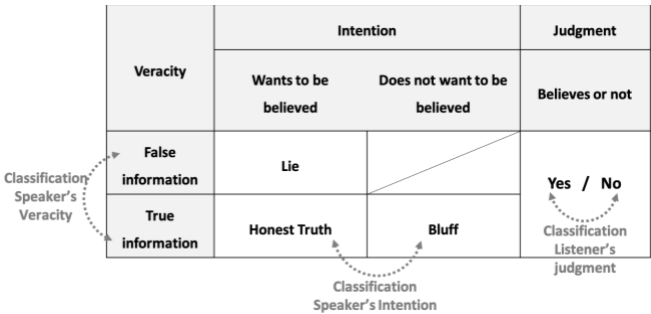 Veracity
Intention
Judgment
Wants to be
believed
Does not want to be
believed
Believes or not
False
information
Lie
True
information
Honest Truth
Bluff
Yes / No
Classification
Speaker's
Veracity
Classification
Speaker's Intention
Classification
Listener's
judgment